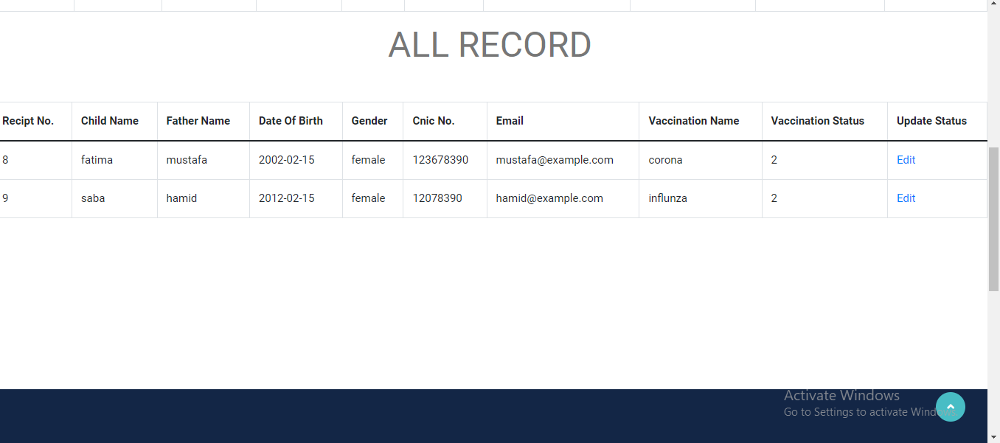 ALL RECORD
Recipt No. Child Name Father Name Date Of Birth Gender Cnic No. Email Vaccination Name Vaccination Status Update Status
8 fatima mustafa 2002-02-15 female 123678390 mustafa@example.com corona 2 Edit
9 saba hamid 2012-02-15 female 12078390 hamid@example.com influnza 2 Edit
Activate Windows
Go to Settings to activate Windows.